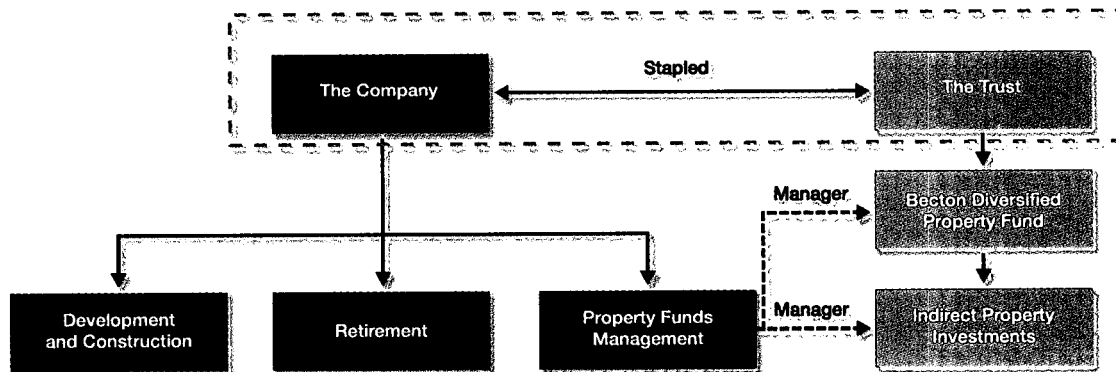 Stapled
The Company
The Trust
Manager
Becton Diversified
Property Fund
Development
and Construction
Retirement
Property Funds
Management
Manager
Indirect Property
Investments